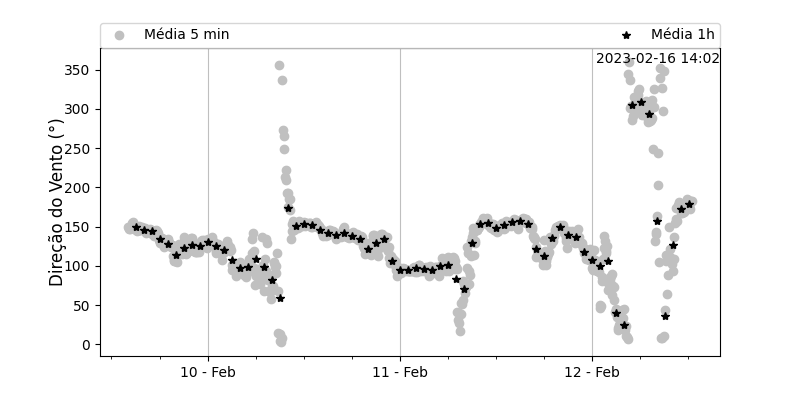 Média 5 min
Média 1h
2023-02-16 14:02
Direção do Vento (°)
350
300
250
200
150
100
50
0
10 - Feb
11 - Feb
12 - Feb